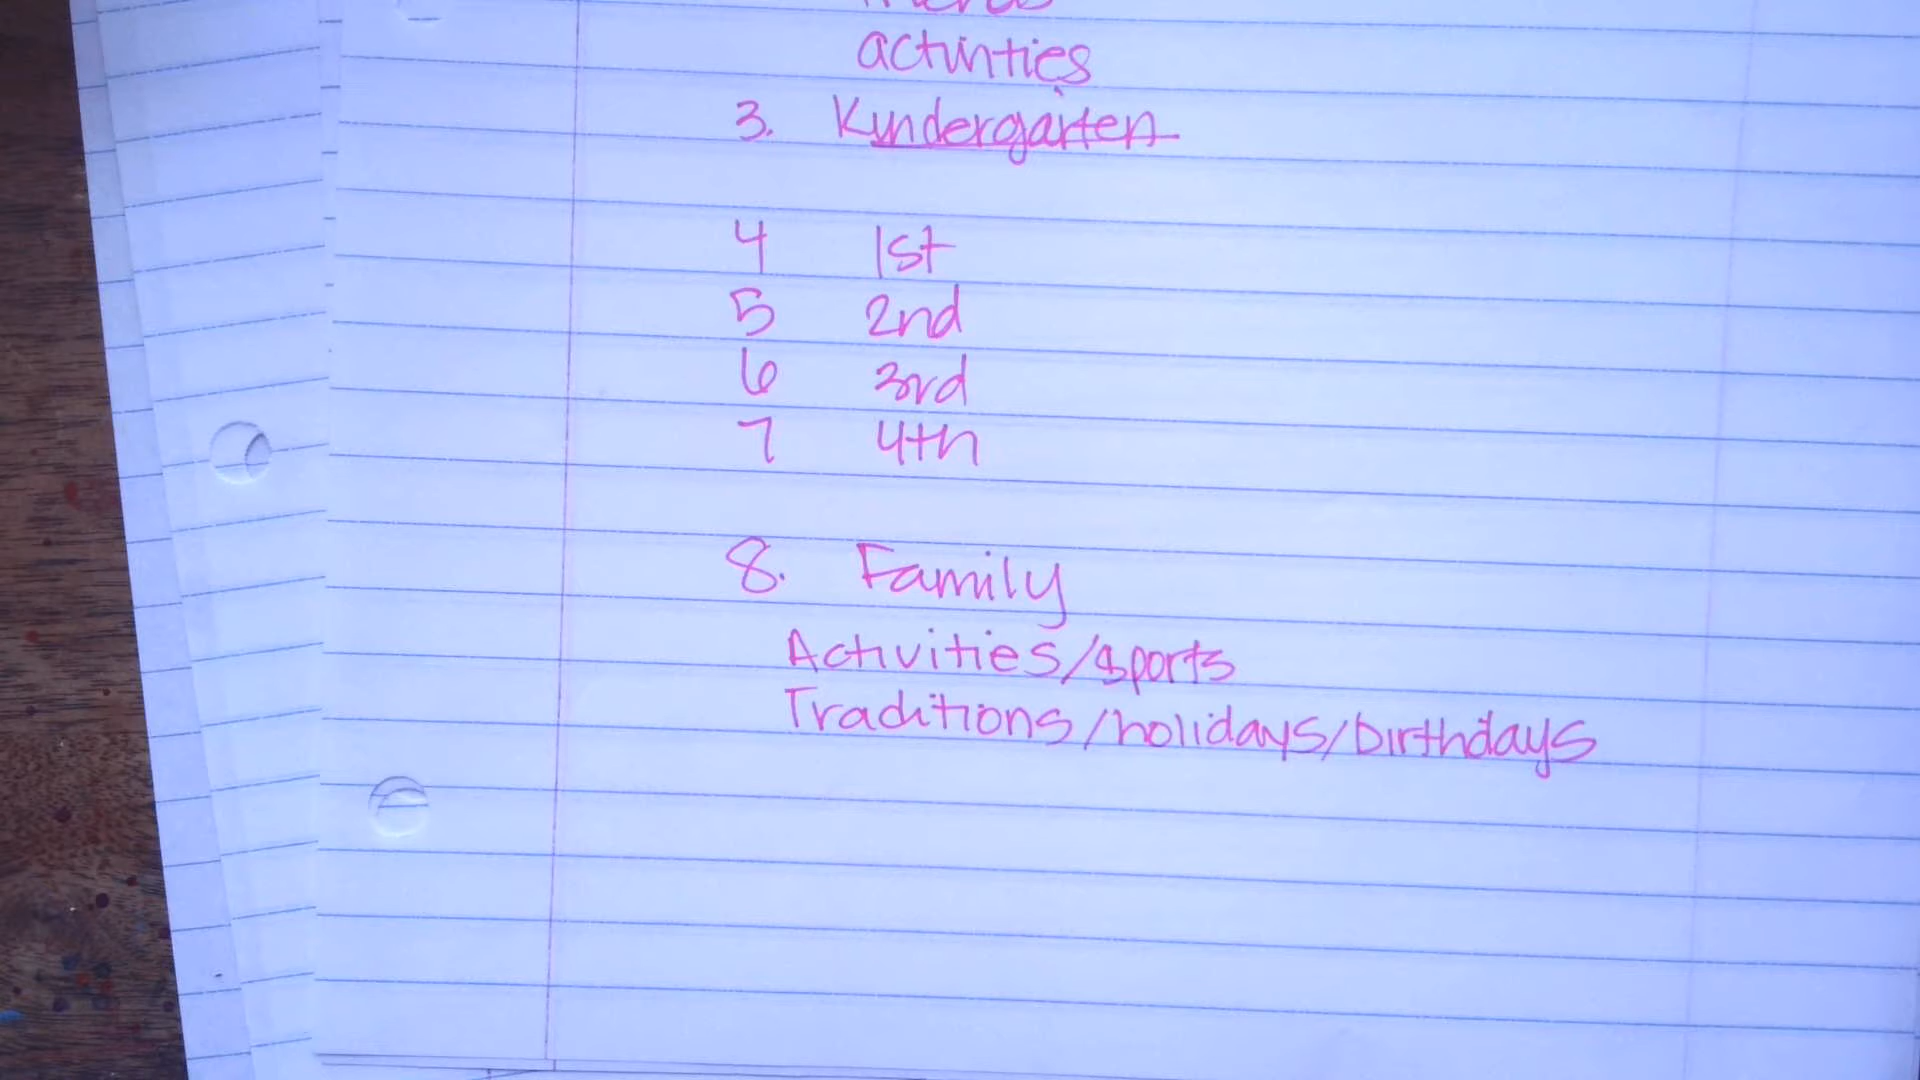 activities
3. Kindergarten
4 1st
5 2nd
6 3rd
7 4th
8. Family
Activities/sports
Traditions/holidays/birthdays